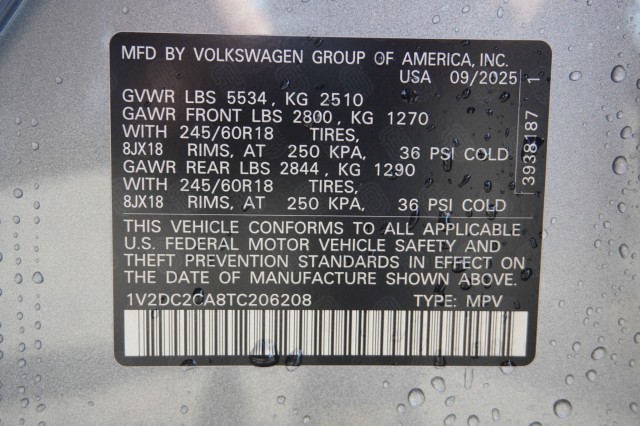 MFD BY VOLKSWAGEN GROUP OF AMERICA, INC.
USA 09/2025
GVWR LBS 5534, KG 2510
GAWR FRONT LBS 2800, KG 1270
WITH 245/60R18 TIRES,
8JX18 RIMS, AT 250 KPA, 36 PSI COLD
GAWR REAR LBS 2844, KG 1290
WITH 245/60R18 TIRES,
8JX18 RIMS, AT 250 KPA, 36 PSI COLD
THIS VEHICLE CONFORMS TO ALL APPLICABLE
U.S. FEDERAL MOTOR VEHICLE SAFETY AND
THEFT PREVENTION STANDARDS IN EFFECT ON
THE DATE OF MANUFACTURE SHOWN ABOVE.
1V2DC2CA8TC206208 TYPE: MPV
3938187 1